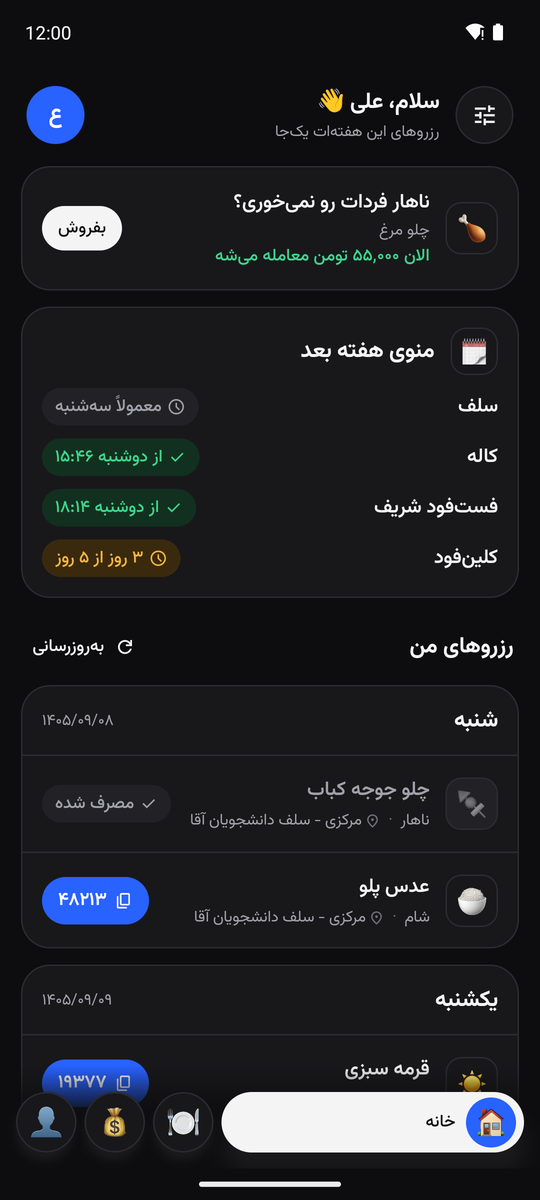 12:00
سلام، علی 👋
رزروهای این هفته‌ات یک‌جا
ع
ناهار فردات رو نمی‌خوری؟
چلو مرغ
الان ۵۵,۰۰۰ تومن معامله می‌شه
بفروش
منوی هفته بعد
سلف
معمولاً سه‌شنبه
کاله
از دوشنبه ۱۵:۴۶
فست‌فود شریف
از دوشنبه ۱۸:۱۴
کلین‌فود
۳ روز از ۵ روز
رزروهای من
به‌روزرسانی
شنبه
۱۴۰۵/۰۹/۰۸
چلو جوجه کباب
ناهار · مرکزی - سلف دانشجویان آقا
مصرف شده
عدس پلو
شام · مرکزی - سلف دانشجویان آقا
۴۸۲۱۳
یکشنبه
۱۴۰۵/۰۹/۰۹
قرمه سبزی
۱۹۳۷۷
خانه